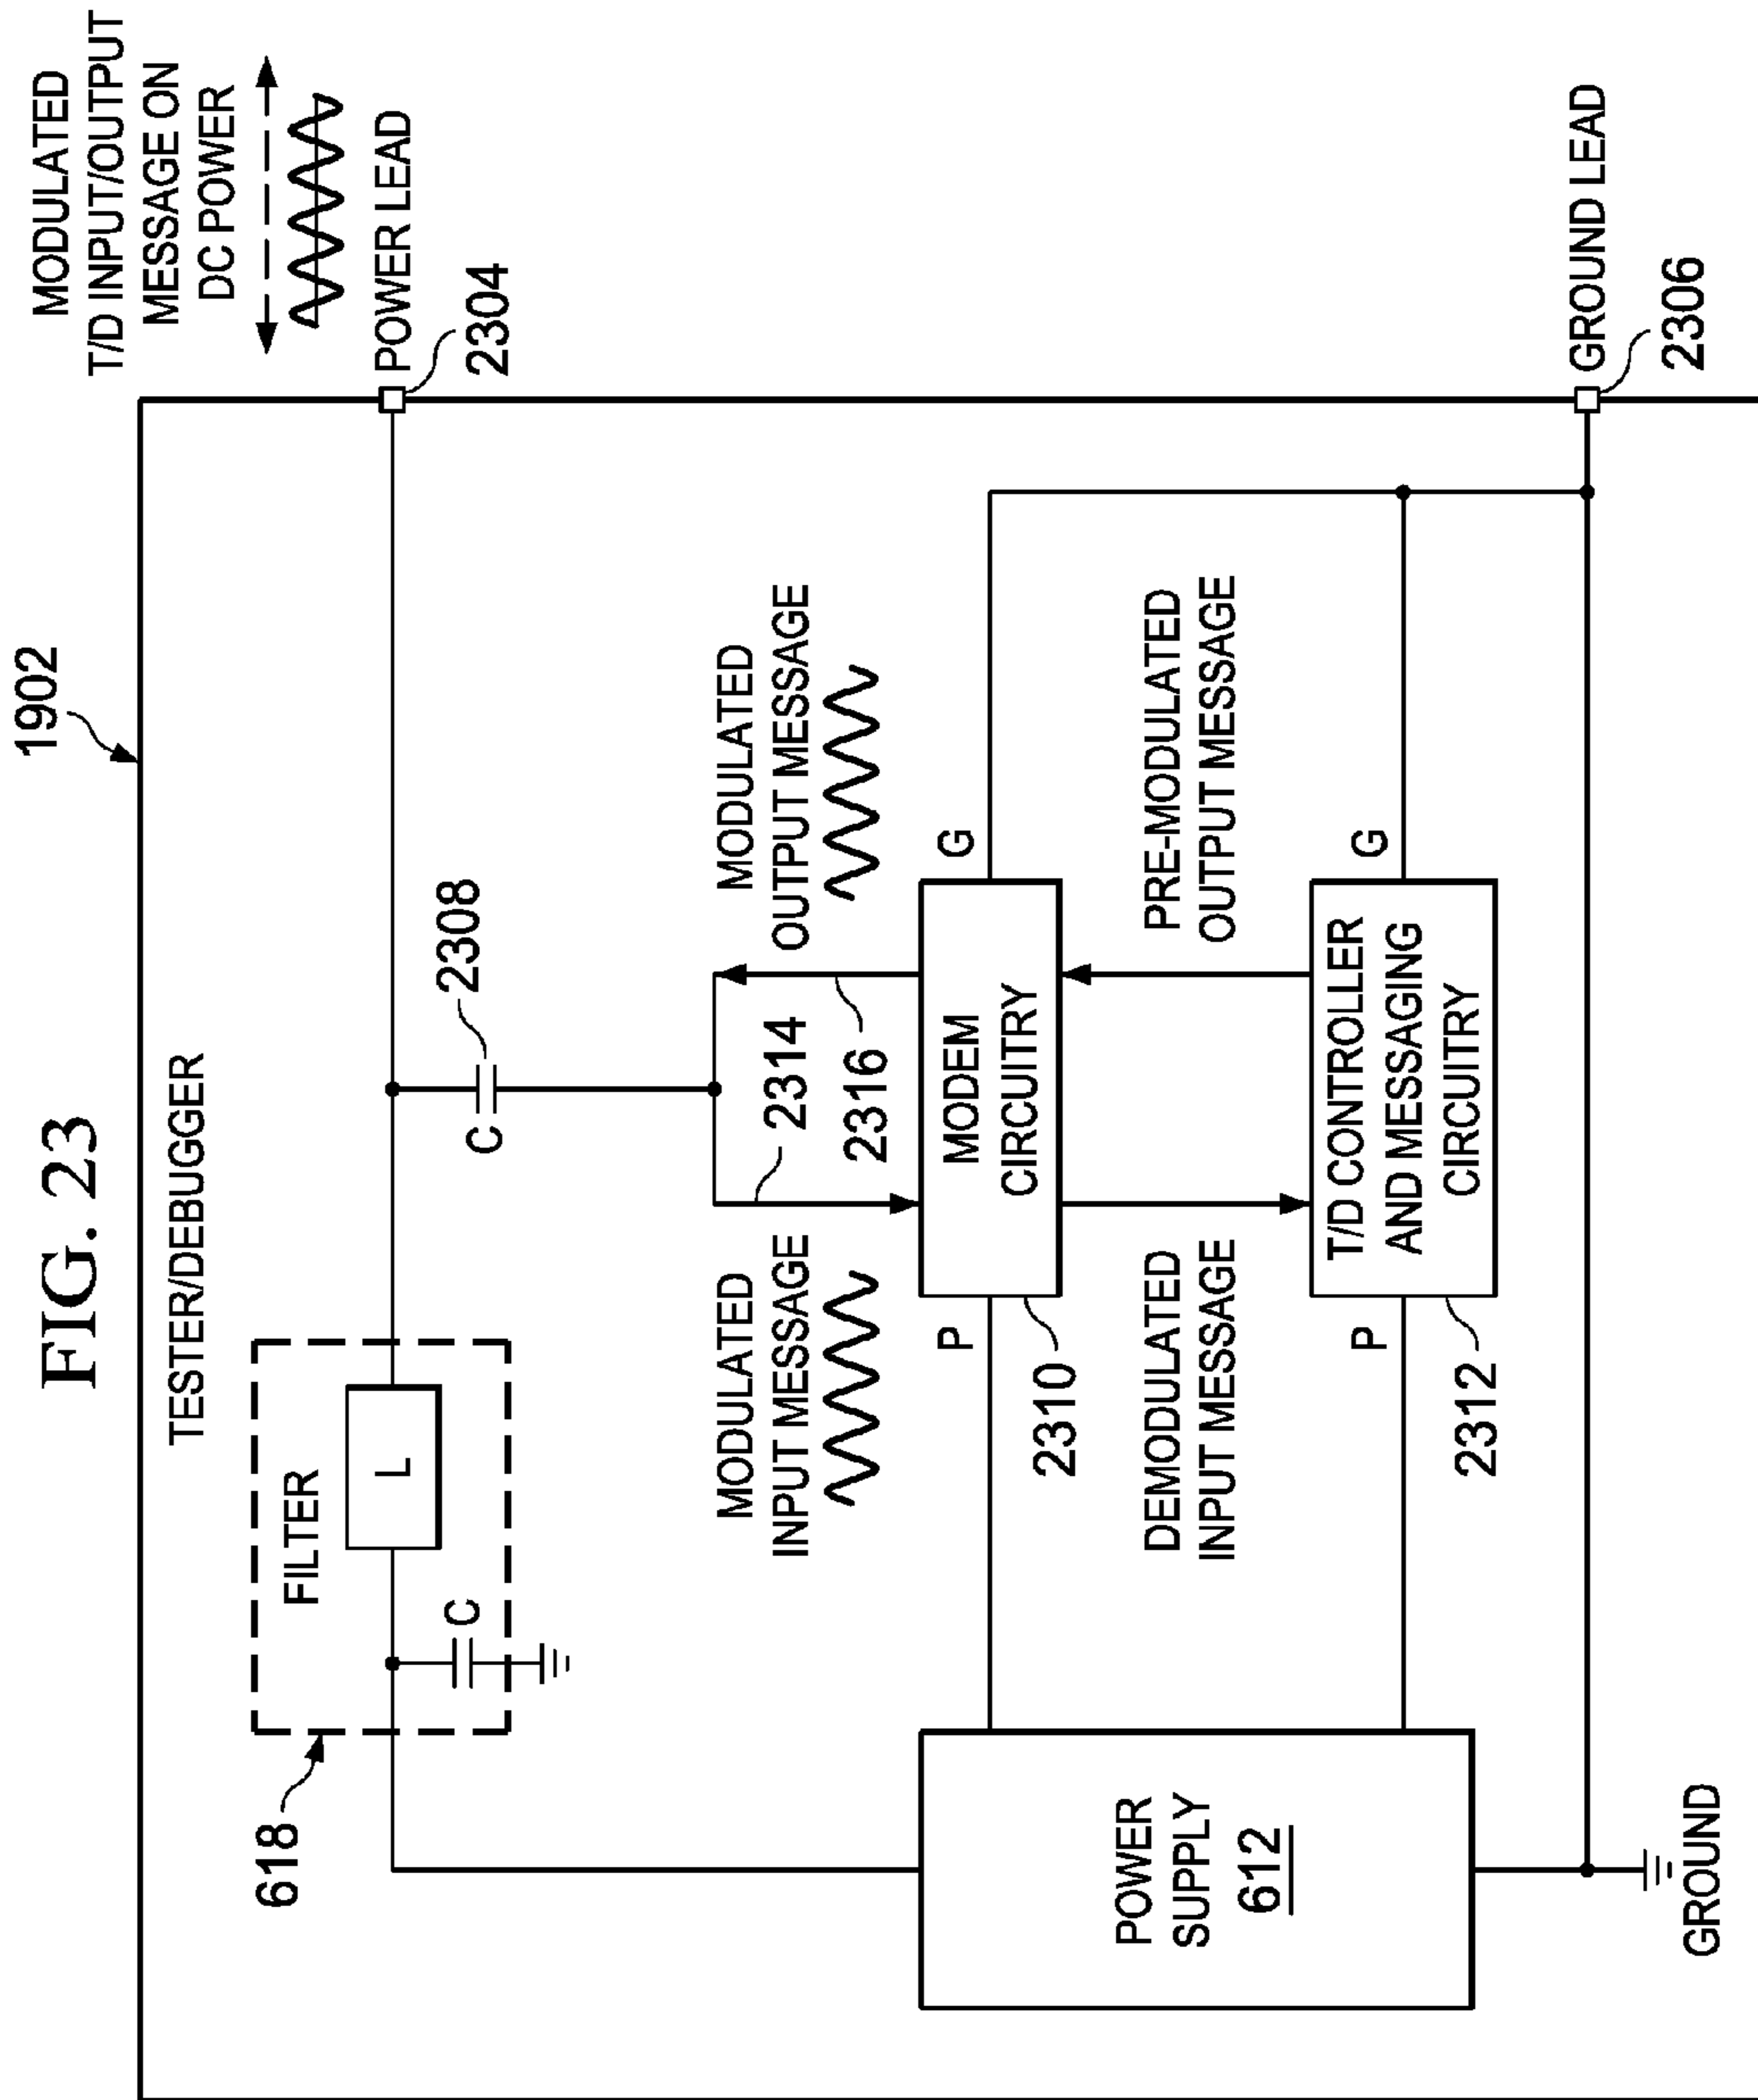 FIG. 23
1902
TESTER/DEBUGGER
MODULATED
T/D INPUT/OUTPUT
MESSAGE ON
DC POWER
618
FILTER
L
C
POWER LEAD
2304
C
2308
MODULATED
INPUT MESSAGE
2314
2316
MODULATED
OUTPUT MESSAGE
POWER
SUPPLY
612
P
MODEM
CIRCUITRY
G
2310
DEMODULATED
INPUT MESSAGE
PRE-MODULATED
OUTPUT MESSAGE
P
T/D CONTROLLER
AND MESSAGING
CIRCUITRY
G
2312
GROUND LEAD
2306
GROUND